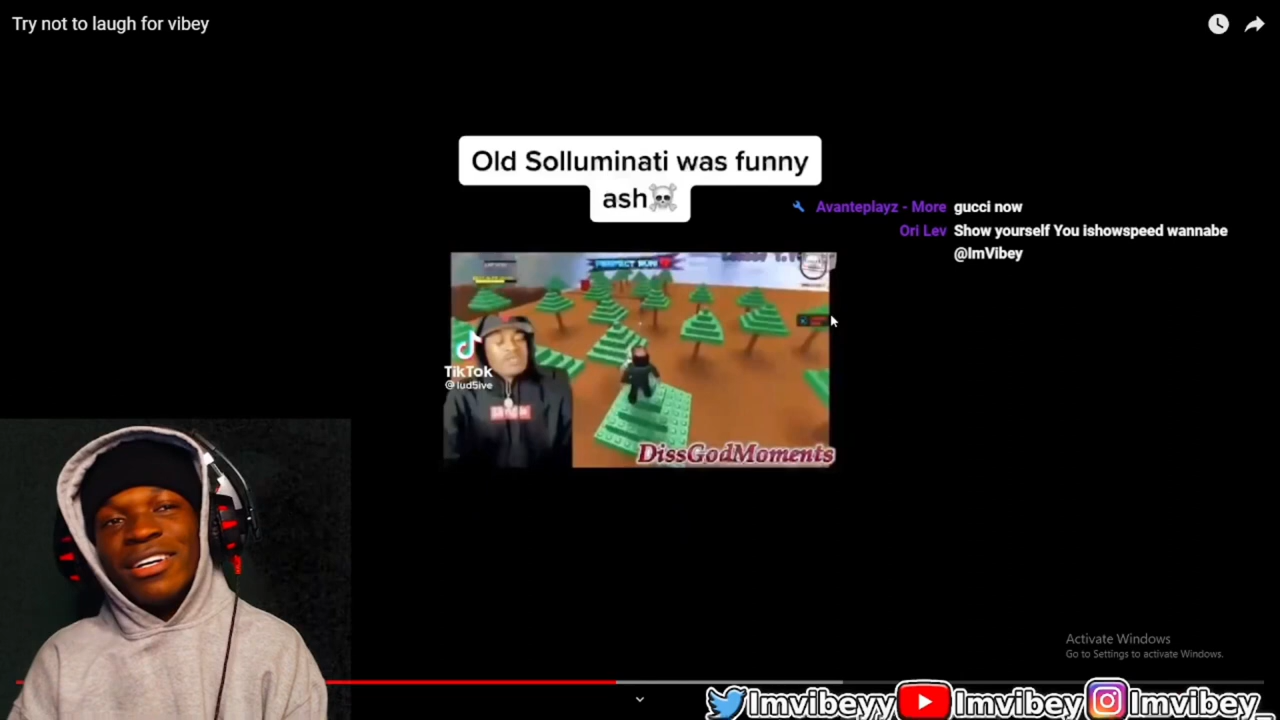 Try not to laugh for vibey
Old Solluminati was funny
ash☠️
Avanteplayz - More gucci now
Ori Lev Show yourself You ishowspeed wannabe
@ImVibey
PERFECT RUN
TikTok
@lud5ive
DissGodMoments
Activate Windows
Go to Settings to activate Windows.
Imvibeyy Imvibey Imvibey_